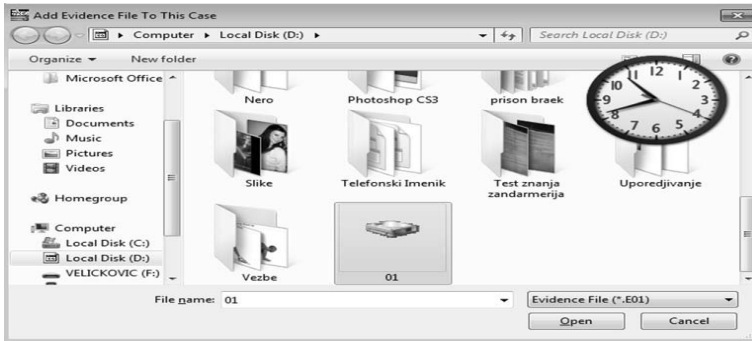 Add Evidence File To This Case
Computer ▸ Local Disk (D:) ▸
Search Local Disk (D:)
Organize
New folder
Microsoft Office
Libraries
Documents
Music
Pictures
Videos
Homegroup
Computer
Local Disk (C:)
Local Disk (D:)
VELICKOVIC (F:)
Nero
Photoshop CS3
prison braek
Slike
Telefonski Imenik
Test znanja
zandarmerija
Uporedjivanje
Vezbe
01
12
1
2
3
4
5
6
7
8
9
10
11
File name: 01
Evidence File (*.E01)
Open
Cancel